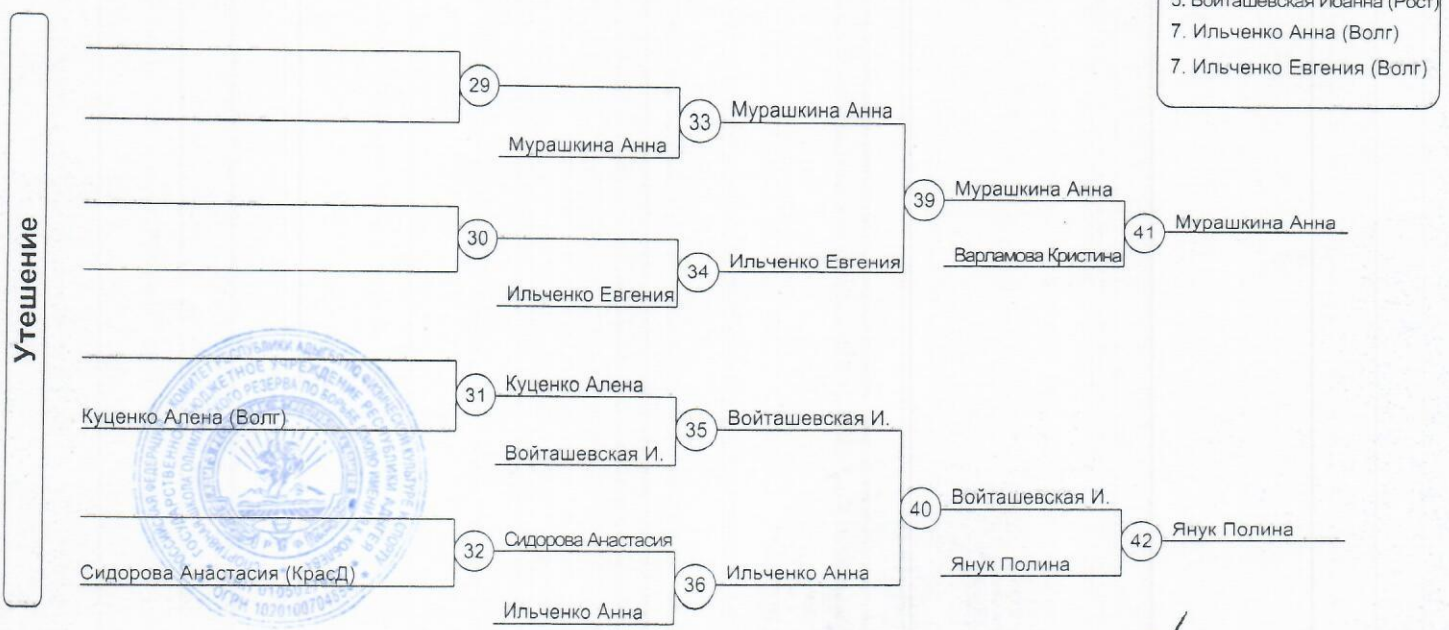 5. Войташевская Иоанна (Рост)
7. Ильченко Анна (Волг)
7. Ильченко Евгения (Волг)
Утешение
29
Мурашкина Анна
33
Мурашкина Анна
30
Ильченко Евгения
34
Ильченко Евгения
39
Мурашкина Анна
Варламова Кристина
41
Мурашкина Анна
Куценко Алена (Волг)
31
Куценко Алена
Войташевская И.
35
Войташевская И.
Сидорова Анастасия (КрасД)
32
Сидорова Анастасия
Ильченко Анна
36
Ильченко Анна
40
Войташевская И.
Янук Полина
42
Янук Полина